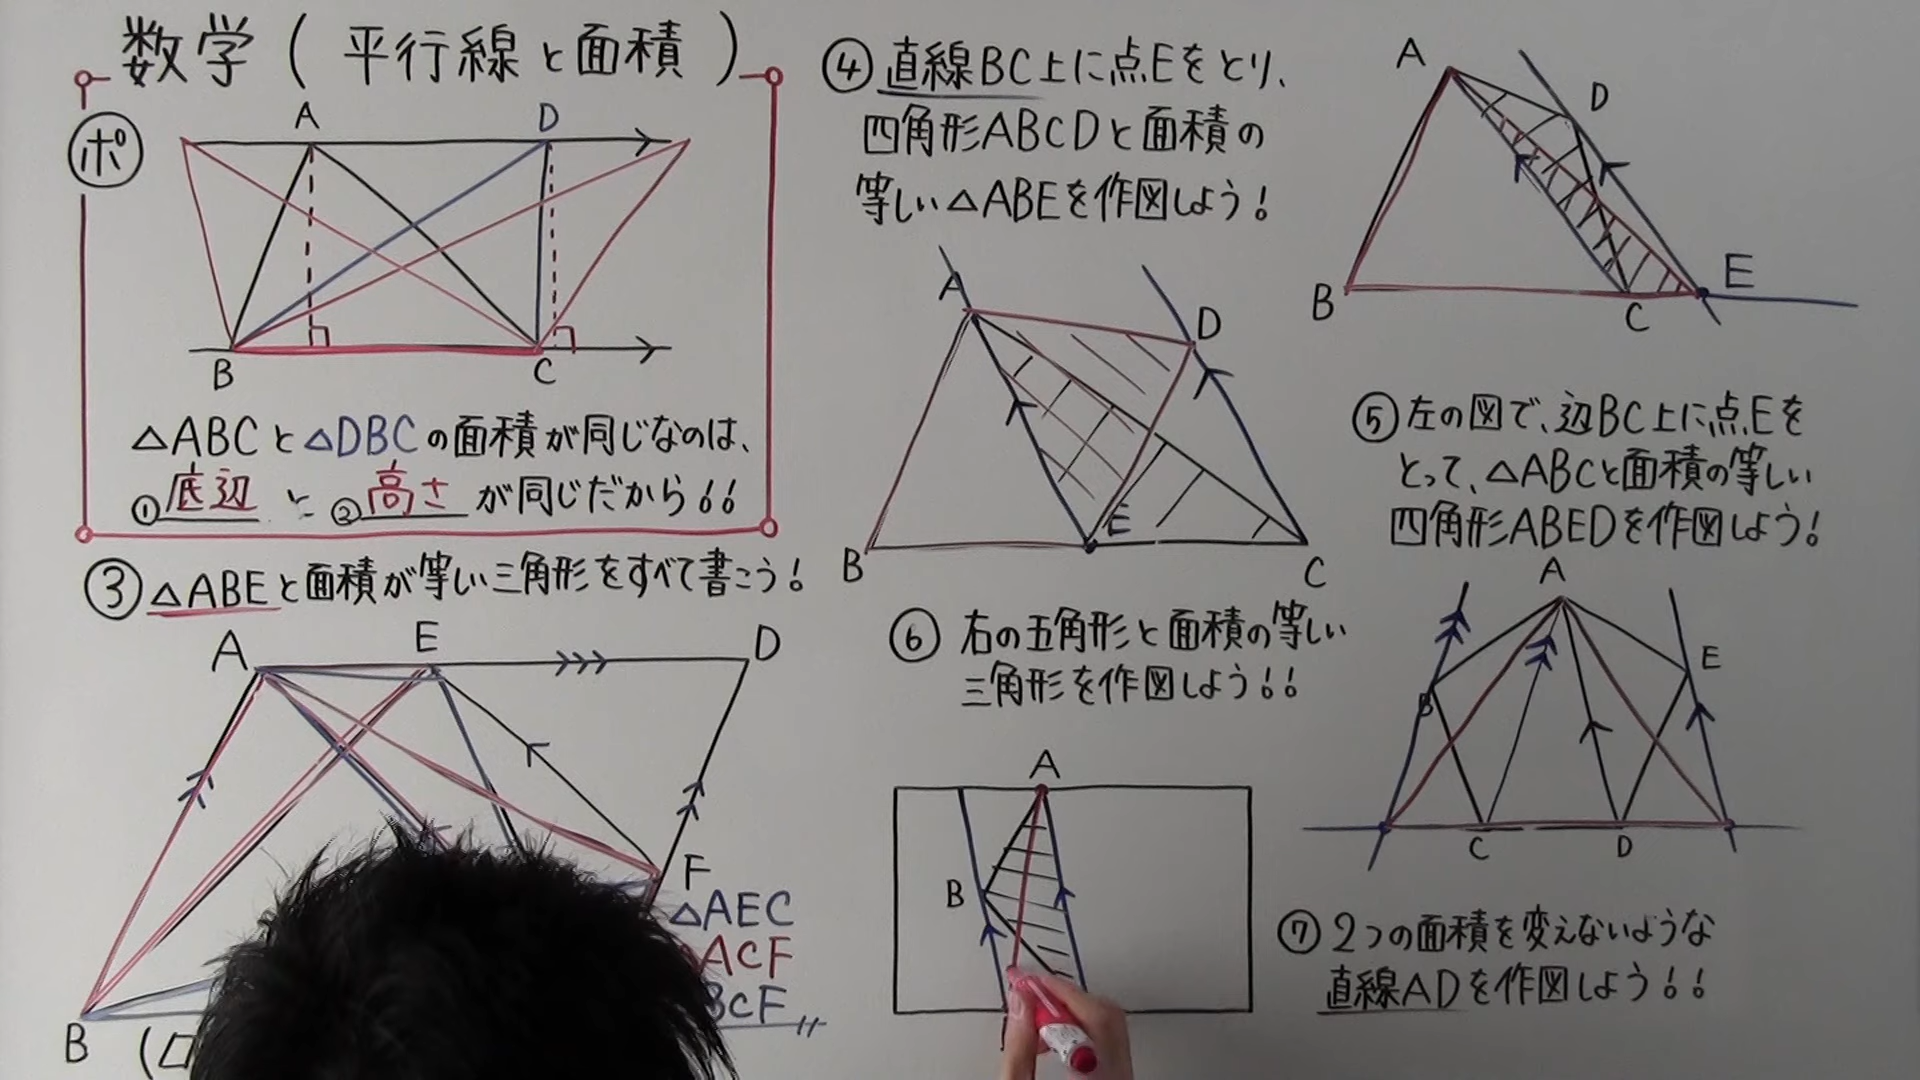 数学(平行線と面積)
ポ
A
D
B
C
△ABCと△DBCの面積が同じなのは、
①底辺と②高さが同じだから!!
③△ABEと面積が等しい三角形をすべて書こう!
A
E
D
F
△AEC
ACF
BCF
B
(
④直線BC上に点Eをとり、
四角形ABCDと面積の
等しい△ABEを作図しよう!
A
D
B
C
E
A
D
B
E
C
⑤左の図で、辺BC上に点Eを
とって、△ABCと面積の等しい
四角形ABEDを作図しよう!
⑥右の五角形と面積の等しい
三角形を作図しよう!!
A
B
E
C
D
A
B
⑦2つの面積を変えないような
直線ADを作図しよう!!